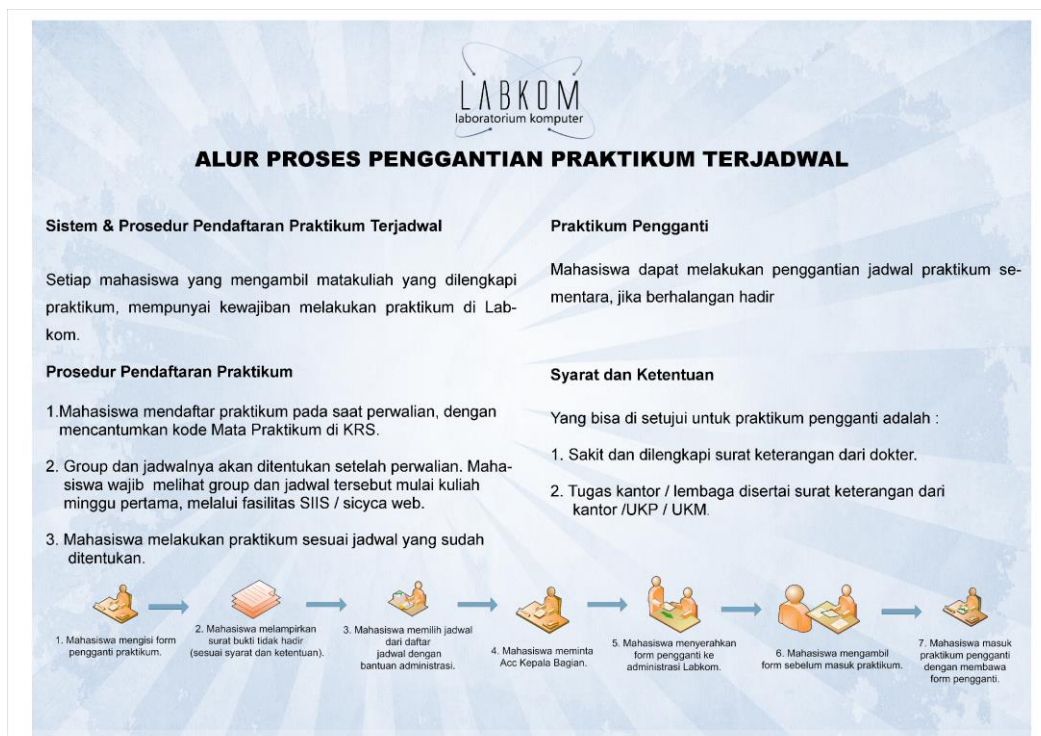 LABKOM
laboratorium komputer
ALUR PROSES PENGGANTIAN PRAKTIKUM TERJADWAL
Sistem & Prosedur Pendaftaran Praktikum Terjadwal
Setiap mahasiswa yang mengambil matakuliah yang dilengkapi
praktikum, mempunyai kewajiban melakukan praktikum di Lab-
kom.
Prosedur Pendaftaran Praktikum
1.Mahasiswa mendaftar praktikum pada saat perwalian, dengan
mencantumkan kode Mata Praktikum di KRS.
2. Group dan jadwalnya akan ditentukan setelah perwalian. Maha-
siswa wajib melihat group dan jadwal tersebut mulai kuliah
minggu pertama, melalui fasilitas SIIS / sicyca web.
3. Mahasiswa melakukan praktikum sesuai jadwal yang sudah
ditentukan.
Praktikum Pengganti
Mahasiswa dapat melakukan penggantian jadwal praktikum se-
mentara, jika berhalangan hadir
Syarat dan Ketentuan
Yang bisa di setujui untuk praktikum pengganti adalah :
1. Sakit dan dilengkapi surat keterangan dari dokter.
2. Tugas kantor / lembaga disertai surat keterangan dari
kantor /UKP / UKM.
1. Mahasiswa mengisi form
pengganti praktikum.
2. Mahasiswa melampirkan
surat bukti tidak hadir
(sesuai syarat dan ketentuan).
3. Mahasiswa memilih jadwal
dari daftar
jadwal dengan
bantuan administrasi.
4. Mahasiswa meminta
Acc Kepala Bagian.
5. Mahasiswa menyerahkan
form pengganti ke
administrasi Labkom.
6. Mahasiswa mengambil
form sebelum masuk praktikum.
7. Mahasiswa masuk
praktikum pengganti
dengan membawa
form pengganti.